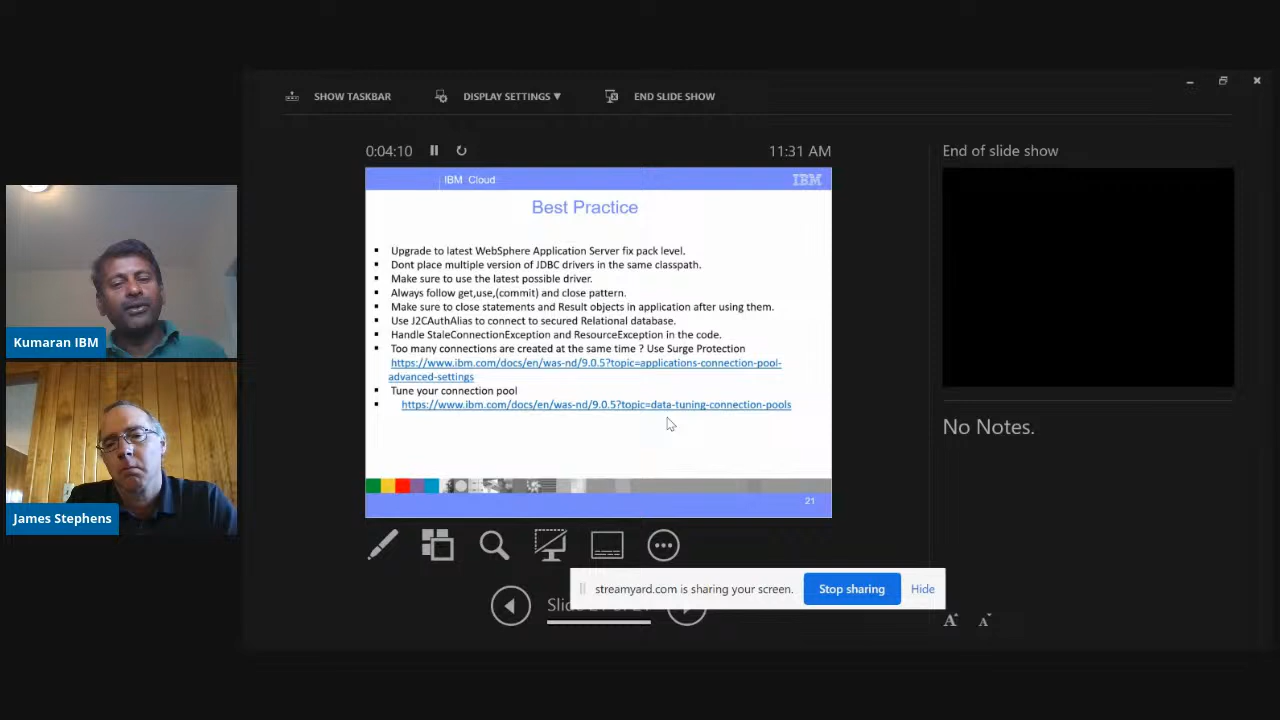 SHOW TASKBAR
DISPLAY SETTINGS ▼
END SLIDE SHOW
0:04:10
11:31 AM
End of slide show
IBM Cloud
IBM
Best Practice
Upgrade to latest WebSphere Application Server fix pack level.
Dont place multiple version of JDBC drivers in the same classpath.
Make sure to use the latest possible driver.
Always follow get,use,(commit) and close pattern.
Make sure to close statements and Result objects in application after using them.
Use J2CAuthAlias to connect to secured Relational database.
Handle StaleConnectionException and ResourceException in the code.
Too many connections are created at the same time ? Use Surge Protection
https://www.ibm.com/docs/en/was-nd/9.0.5?topic=applications-connection-pool-
advanced-settings
Tune your connection pool
https://www.ibm.com/docs/en/was-nd/9.0.5?topic=data-tuning-connection-pools
21
Kumaran IBM
James Stephens
No Notes.
streamyard.com is sharing your screen.
Stop sharing
Hide
A
A